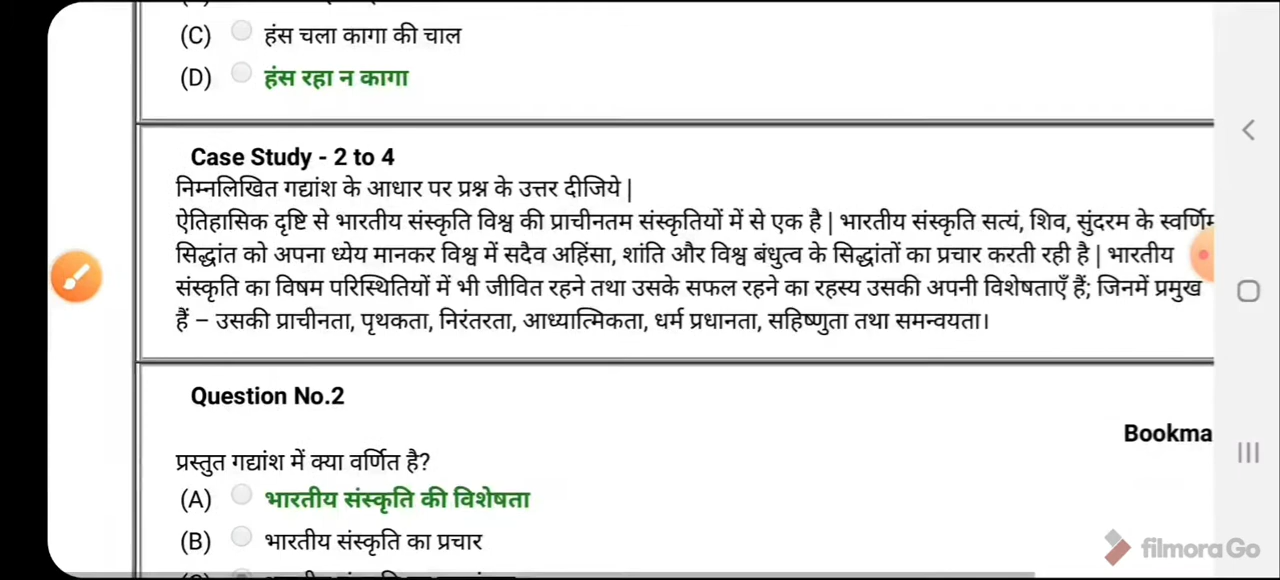 (C) हंस चला कागा की चाल
(D) हंस रहा न कागा
Case Study - 2 to 4
निम्नलिखित गद्यांश के आधार पर प्रश्न के उत्तर दीजिये |
ऐतिहासिक दृष्टि से भारतीय संस्कृति विश्व की प्राचीनतम संस्कृतियों में से एक है | भारतीय संस्कृति सत्यं, शिव, सुंदरम के स्वर्णिम
सिद्धांत को अपना ध्येय मानकर विश्व में सदैव अहिंसा, शांति और विश्व बंधुत्व के सिद्धांतों का प्रचार करती रही है | भारतीय
संस्कृति का विषम परिस्थितियों में भी जीवित रहने तथा उसके सफल रहने का रहस्य उसकी अपनी विशेषताएँ हैं; जिनमें प्रमुख
हैं – उसकी प्राचीनता, पृथकता, निरंतरता, आध्यात्मिकता, धर्म प्रधानता, सहिष्णुता तथा समन्वयता।
Question No.2
Bookma
प्रस्तुत गद्यांश में क्या वर्णित है?
(A) भारतीय संस्कृति की विशेषता
(B) भारतीय संस्कृति का प्रचार
filmoraGo